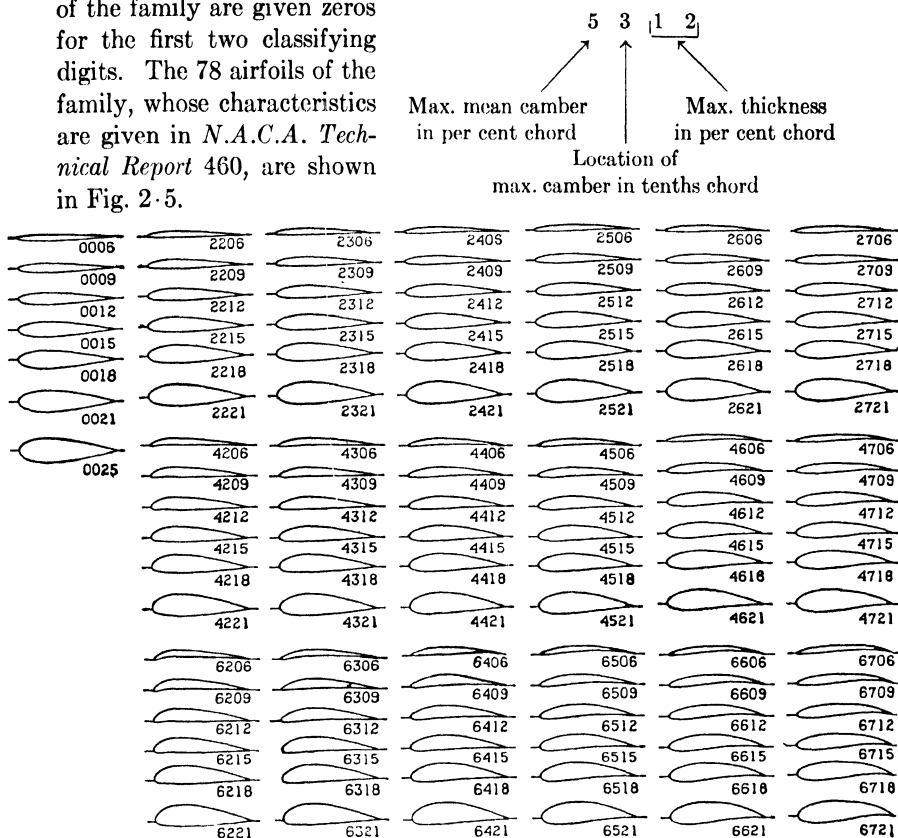 of the family are given zeros
for the first two classifying
digits. The 78 airfoils of the
family, whose characteristics
are given in N.A.C.A. Tech-
nical Report 460, are shown
in Fig. 2·5.
5 3 1 2
Max. mean camber
in per cent chord
Max. thickness
in per cent chord
Location of
max. camber in tenths chord
0006 2206 2306 2406 2506 2606 2706
0009 2209 2309 2409 2509 2609 2709
0012 2212 2312 2412 2512 2612 2712
0015 2215 2315 2415 2515 2615 2715
0018 2218 2318 2418 2518 2618 2718
0021 2221 2321 2421 2521 2621 2721
0025 4206 4306 4406 4506 4606 4706
4209 4309 4409 4509 4609 4709
4212 4312 4412 4512 4612 4712
4215 4315 4415 4515 4615 4715
4218 4318 4418 4518 4618 4718
4221 4321 4421 4521 4621 4721
6206 6306 6406 6506 6606 6706
6209 6309 6409 6509 6609 6709
6212 6312 6412 6512 6612 6712
6215 6315 6415 6515 6615 6715
6218 6318 6418 6518 6618 6718
6221 6321 6421 6521 6621 6721